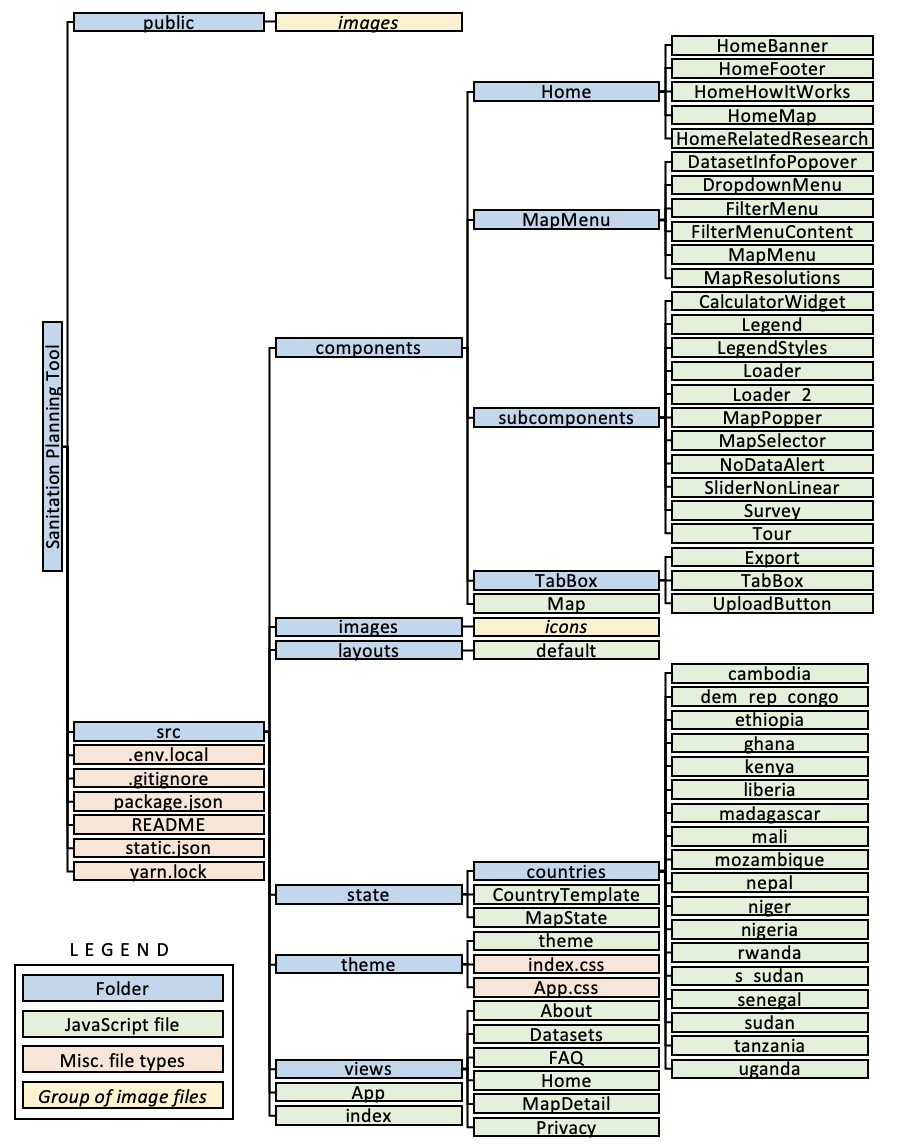 public
images
HomeBanner
HomeFooter
Home
HomeHowItWorks
HomeMap
HomeRelatedResearch
DatasetInfoPopover
DropdownMenu
FilterMenu
MapMenu
FilterMenuContent
MapMenu
MapResolutions
CalculatorWidget
Legend
components
LegendStyles
Loader
Loader_2
subcomponents
MapPopper
MapSelector
NoDataAlert
SliderNonLinear
Survey
Tour
Export
TabBox
TabBox
Map
UploadButton
Sanitation Planning Tool
images
icons
layouts
default
cambodia
dem_rep_congo
ethiopia
src
.env.local
ghana
.gitignore
kenya
package.json
liberia
README
madagascar
static.json
mali
yarn.lock
countries
mozambique
state
CountryTemplate
nepal
MapState
niger
theme
nigeria
theme
index.css
rwanda
App.css
s_sudan
About
senegal
Datasets
sudan
FAQ
tanzania
views
Home
uganda
App
MapDetail
index
Privacy
LEGEND
Folder
JavaScript file
Misc. file types
Group of image files